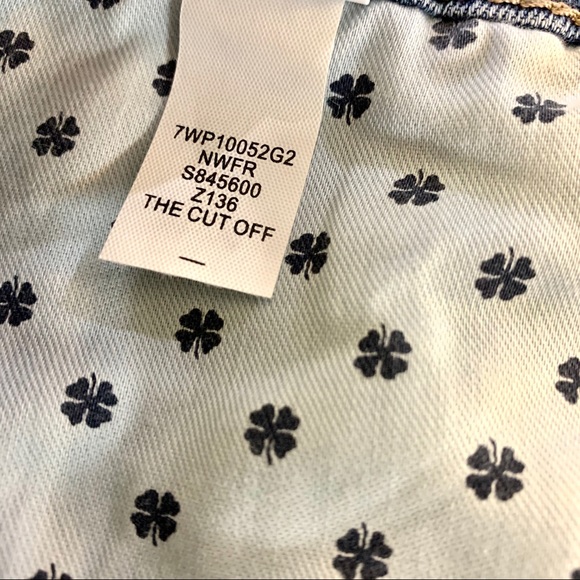 7WP10052G2
NWFR
S845600
Z136
THE CUT OFF